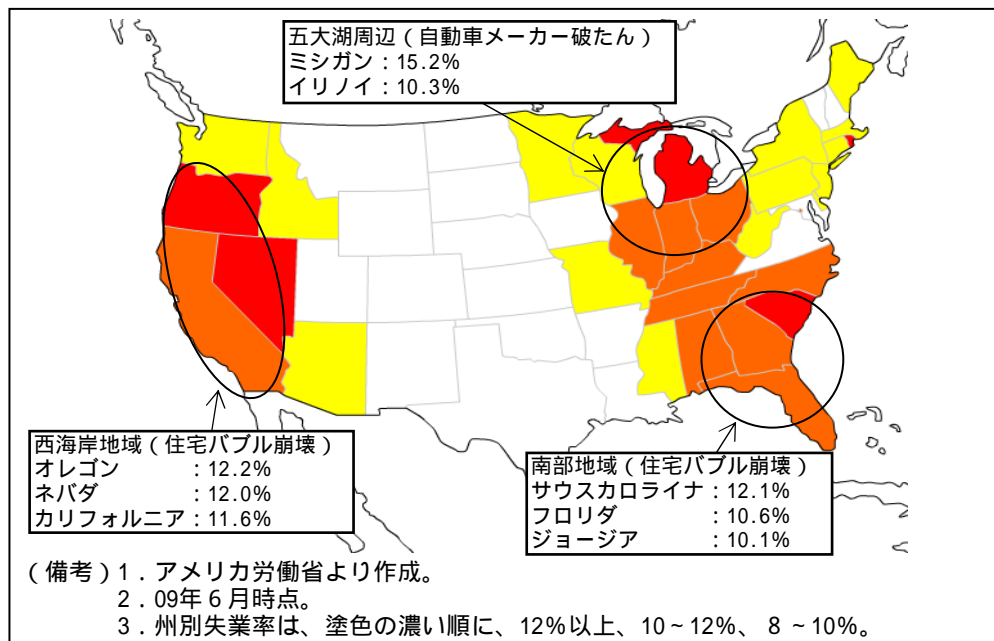 五大湖周辺（自動車メーカー破たん）
ミシガン：15.2%
イリノイ：10.3%
西海岸地域（住宅バブル崩壊）
オレゴン　　　：12.2%
ネバダ　　　　：12.0%
カリフォルニア：11.6%
南部地域（住宅バブル崩壊）
サウスカロライナ：12.1%
フロリダ　　　　：10.6%
ジョージア　　　：10.1%
（備考）1．アメリカ労働省より作成。
2．09年６月時点。
3．州別失業率は、塗色の濃い順に、12%以上、10～12%、8～10%。